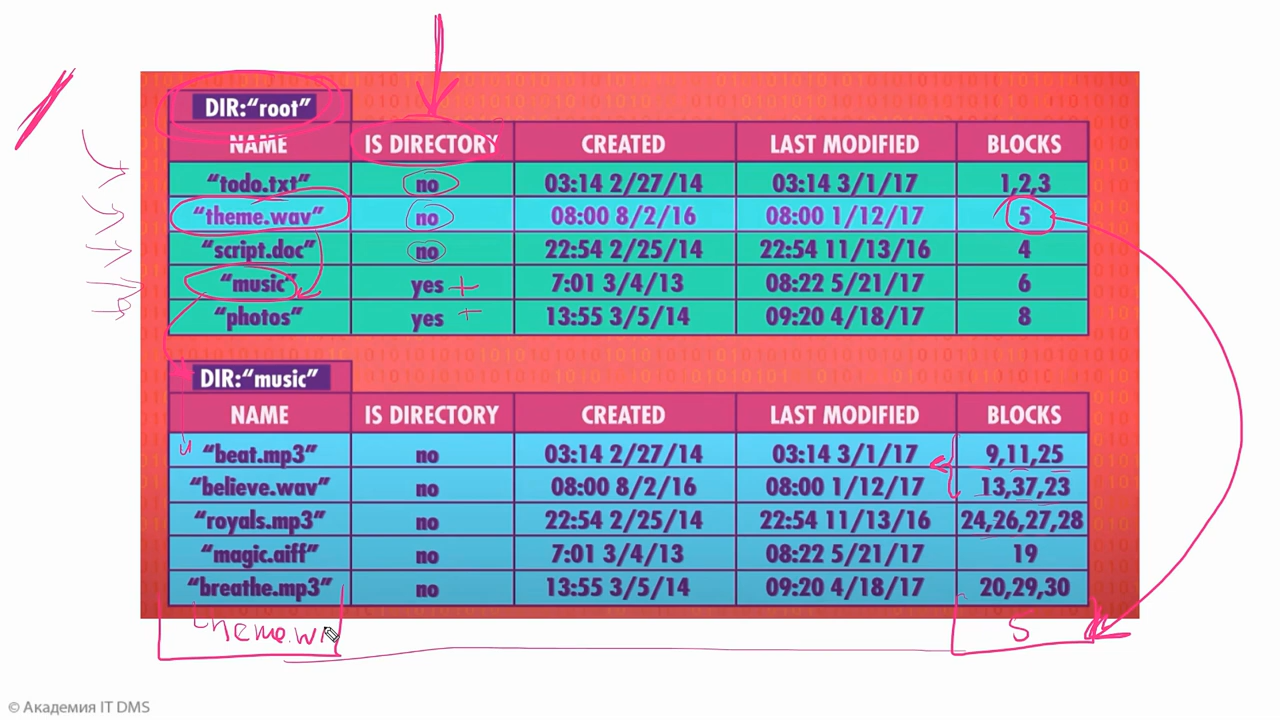 DIR:“root”
NAME IS DIRECTORY CREATED LAST MODIFIED BLOCKS
“todo.txt” no 03:14 2/27/14 03:14 3/1/17 1,2,3
“theme.wav” no 08:00 8/2/16 08:00 1/12/17 5
“script.doc” no 22:54 2/25/14 22:54 11/13/16 4
“music” yes 7:01 3/4/13 08:22 5/21/17 6
“photos” yes 13:55 3/5/14 09:20 4/18/17 8
DIR:“music”
NAME IS DIRECTORY CREATED LAST MODIFIED BLOCKS
“beat.mp3” no 03:14 2/27/14 03:14 3/1/17 9,11,25
“believe.wav” no 08:00 8/2/16 08:00 1/12/17 13,37,23
“royals.mp3” no 22:54 2/25/14 22:54 11/13/16 24,26,27,28
“magic.aiff” no 7:01 3/4/13 08:22 5/21/17 19
“breathe.mp3” no 13:55 3/5/14 09:20 4/18/17 20,29,30
5
© Академия IT DMS